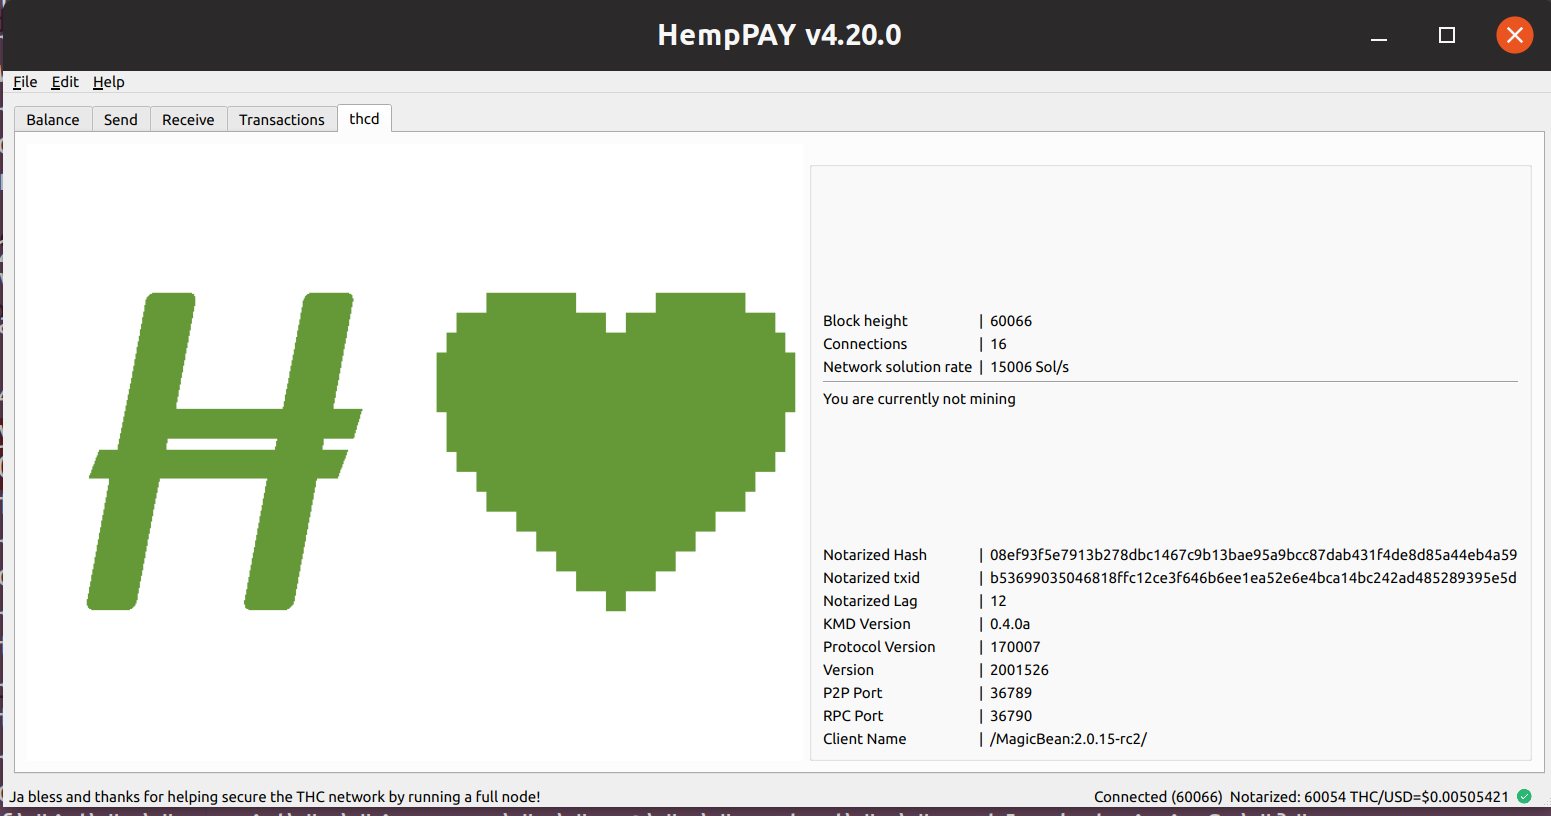 HempPAY v4.20.0
File Edit Help
Balance Send Receive Transactions thcd
Block height | 60066
Connections | 16
Network solution rate | 15006 Sol/s
You are currently not mining
Notarized Hash | 08ef93f5e7913b278dbc1467c9b13bae95a9bcc87dab431f4de8d85a44eb4a59
Notarized txid | b53699035046818ffc12ce3f646b6ee1ea52e6e4bca14bc242ad485289395e5d
Notarized Lag | 12
KMD Version | 0.4.0a
Protocol Version | 170007
Version | 2001526
P2P Port | 36789
RPC Port | 36790
Client Name | /MagicBean:2.0.15-rc2/
Ja bless and thanks for helping secure the THC network by running a full node!
Connected (60066) Notarized: 60054 THC/USD=$0.00505421